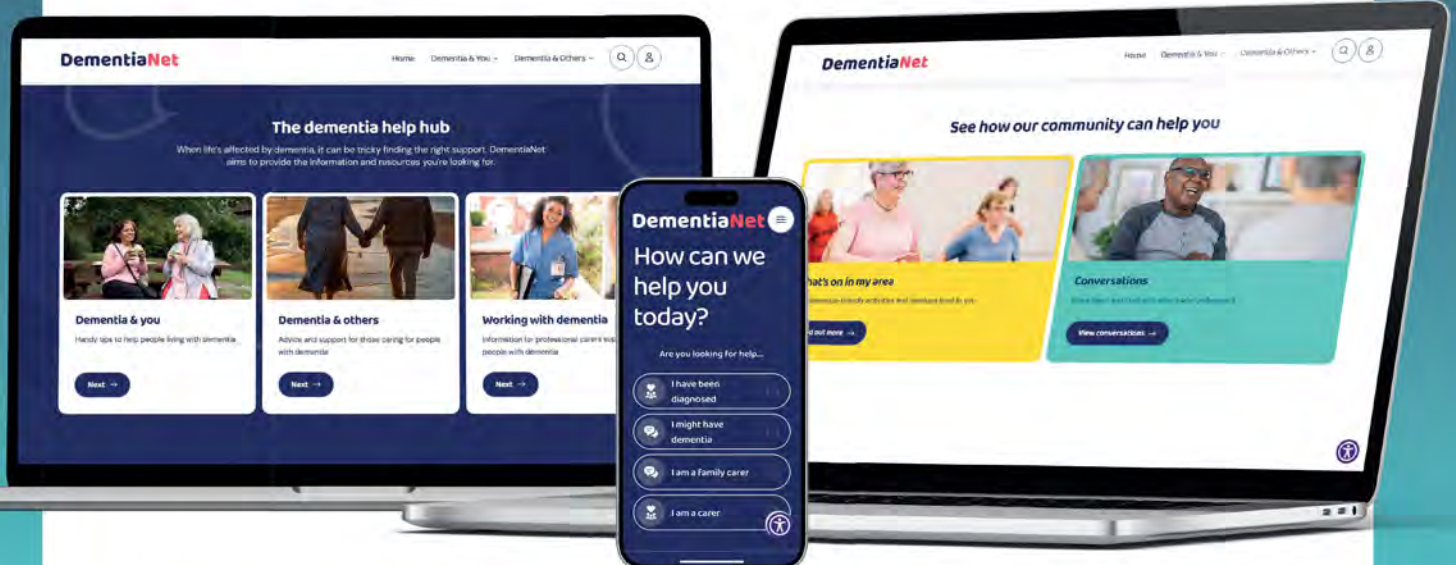 DementiaNet
Home Dementia & You Dementia & Others
The dementia help hub
When life's affected by dementia, it can be tricky finding the right support. DementiaNet
aims to provide the information and resources you're looking for.
Dementia & you
Handy tips to help people living with dementia
Next →
Dementia & others
Advice and support for those caring for people
with dementia
Next →
Working with dementia
Information for professional carers
people with dementia
Next →
DementiaNet
How can we
help you
today?
Are you looking for help...
I have been
diagnosed
I might have
dementia
I am a family carer
I am a carer
DementiaNet
Home Dementia & You Dementia & Others
See how our community can help you
hat's on in my area
d out more →
Conversations
View conversations →